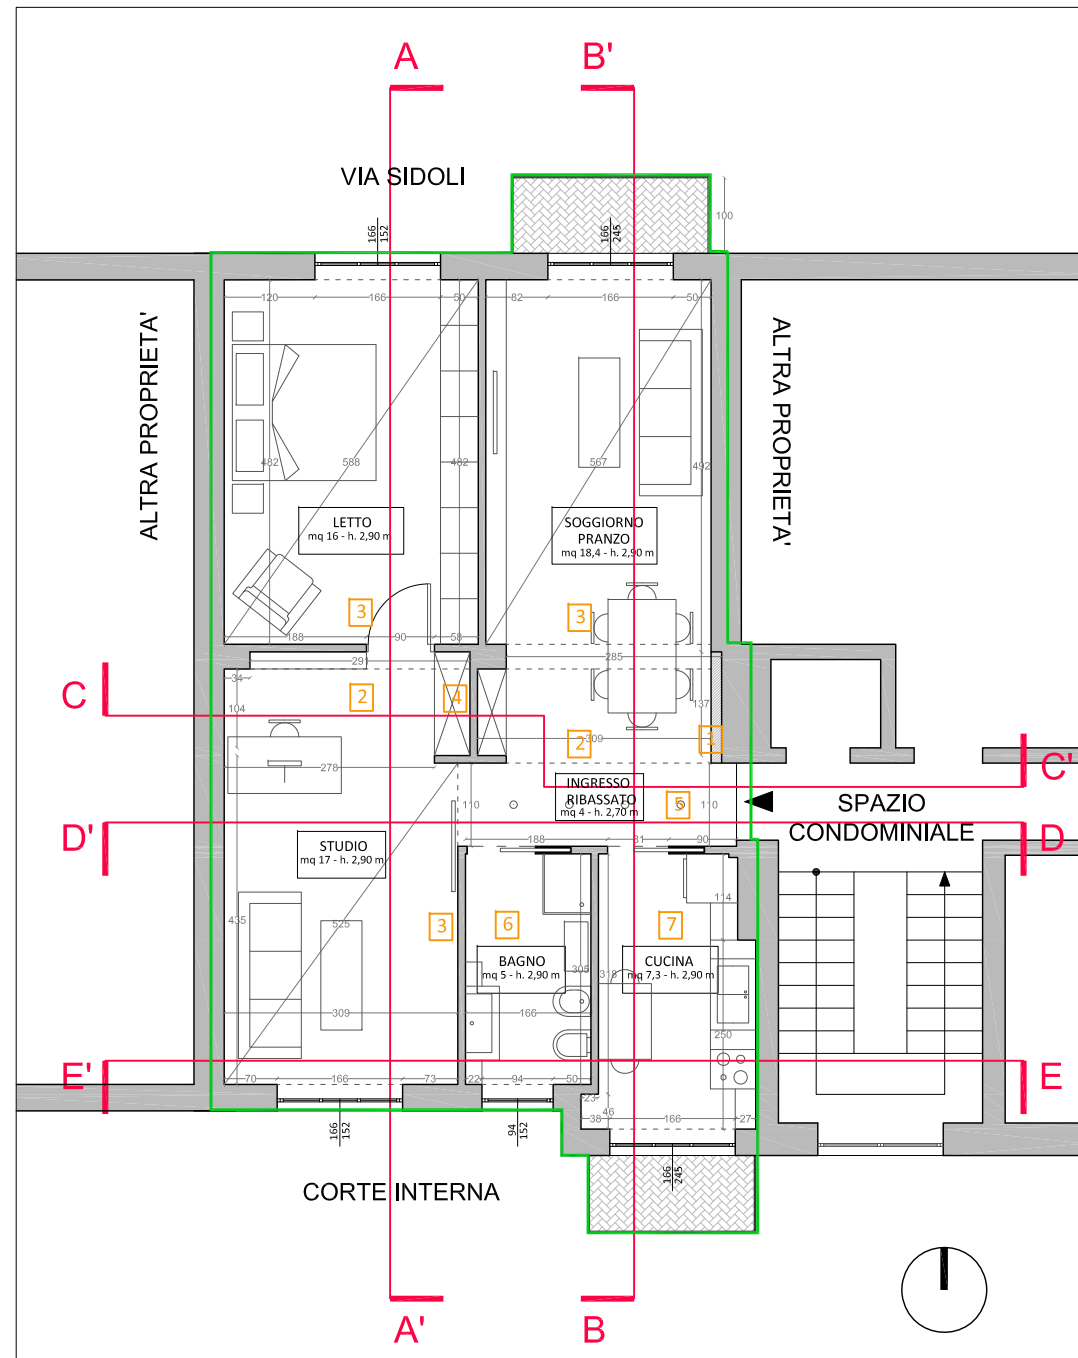 A
B'
VIA SIDOLI
166
152
166
245
100
120
166
50
82
166
50
ALTRA PROPRIETA'
ALTRA PROPRIETA'
482
588
482
567
492
LETTO
mq 16 - h. 2,90 m
SOGGIORNO
PRANZO
mq 18,4 - h. 2,90 m
3
3
188
90
58
291
285
34
104
C
2
4
137
309
2
1
278
C'
INGRESSO
RIBASSATO
mq 4 - h. 2,70 m
110
5
110
SPAZIO
CONDOMINIALE
D'
188
81
90
D
STUDIO
mq 17 - h. 2,90 m
435
525
3
6
7
114
BAGNO
mq 5 - h. 2,90 m
305
CUCINA
mq 7,3 - h. 2,90 m
318
309
166
250
E'
70
166
73
22
94
50
E
23
46
38
166
27
166
152
94
152
166
245
CORTE INTERNA
A'
B